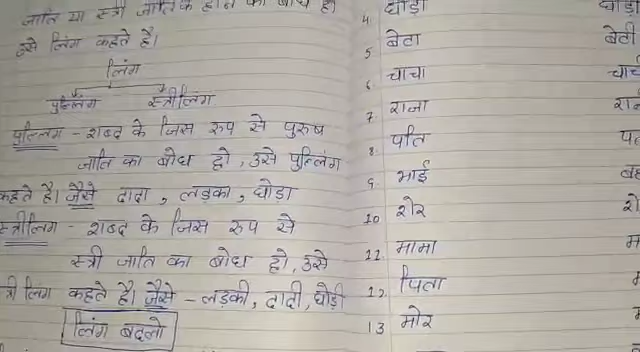 जाति या स्त्री जाति के होने का बोध हो
उसे लिंग कहते है।
लिंग
पुल्लिंग स्त्रीलिंग
पुल्लिंग - शब्द के जिस रुप से पुरुष
जाति का बोध हो, उसे पुल्लिंग
कहते है। जैसे दादा, लड़का, घोड़ा
स्त्रीलिंग - शब्द के जिस रुप से
स्त्री जाति का बोध हो, उसे
लिंग कहते है। जैसे - लड़की, दादी, घोड़ी
लिंग बदलो
4 घोड़ा
5 बेटा बेटी
6 चाचा
7. राजा
8. पति
9. भाई
10 शेर
11. मामा
12. पिता
13 मोर